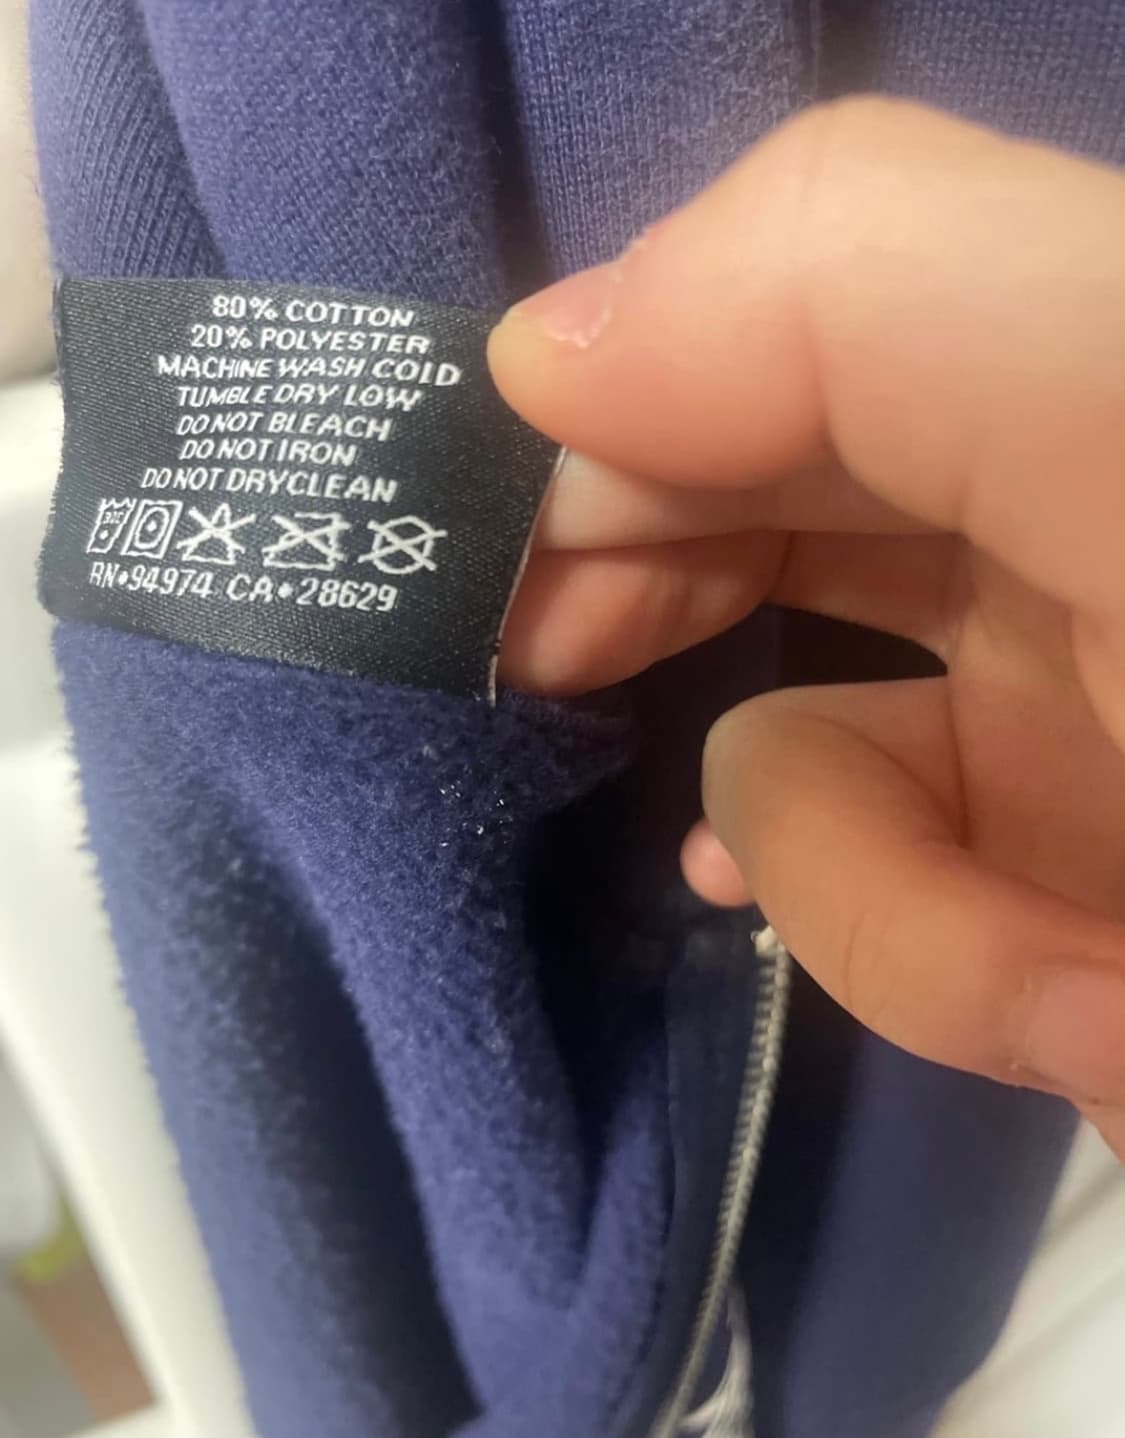 80% COTTON
20% POLYESTER
MACHINE WASH COLD
TUMBLE DRY LOW
DO NOT BLEACH
DO NOT IRON
DO NOT DRYCLEAN
RN•94974 CA•28629